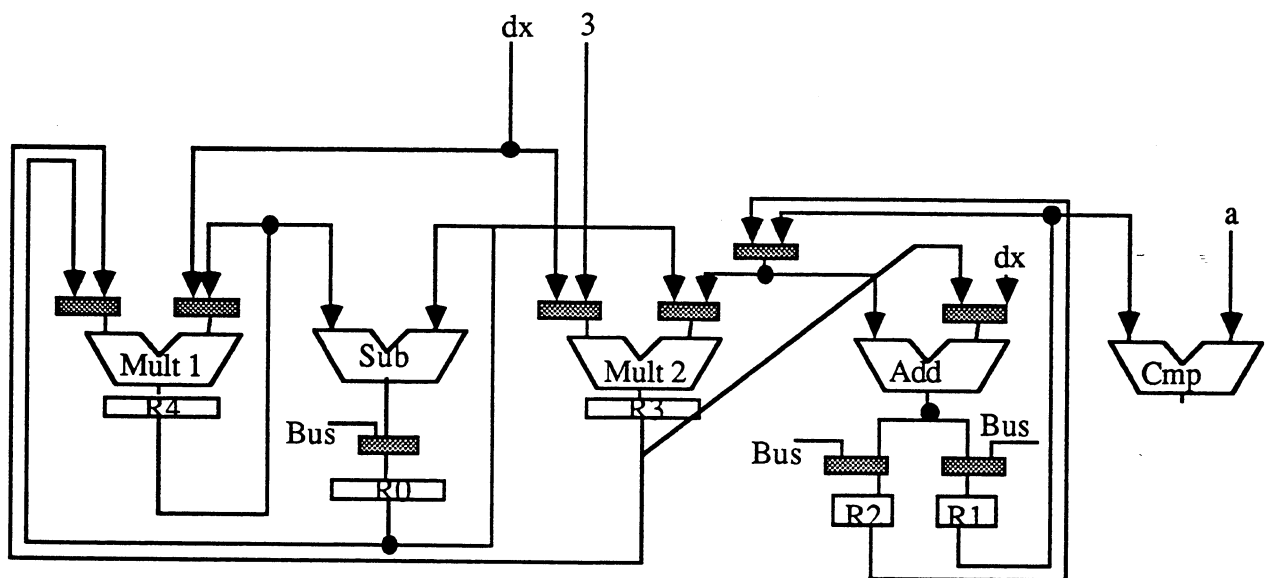 dx
3
a
dx
Mult 1
Sub
Mult 2
Add
Cmp
R4
R3
Bus
Bus
Bus
R0
R2
R1